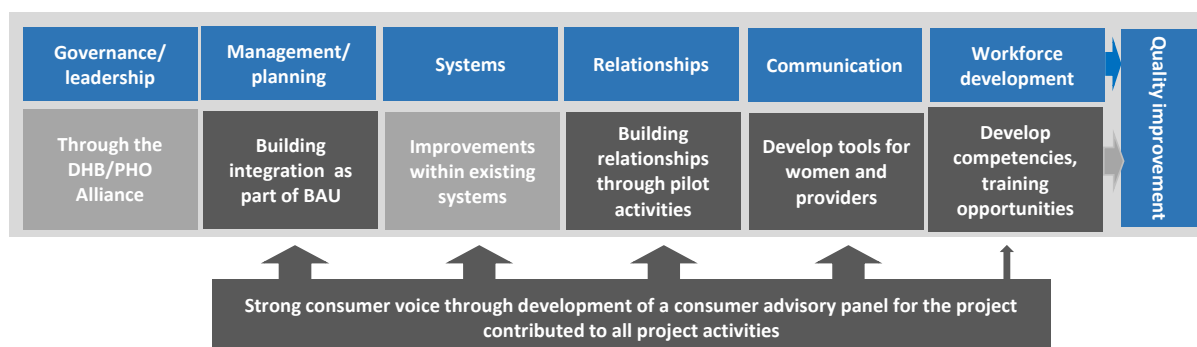 Governance/
leadership
Management/
planning
Systems
Relationships
Communication
Workforce
development
Quality improvement
Through the
DHB/PHO
Alliance
Building
integration as
part of BAU
Improvements
within existing
systems
Building
relationships
through pilot
activities
Develop tools for
women and
providers
Develop
competencies,
training
opportunities
Strong consumer voice through development of a consumer advisory panel for the project
contributed to all project activities